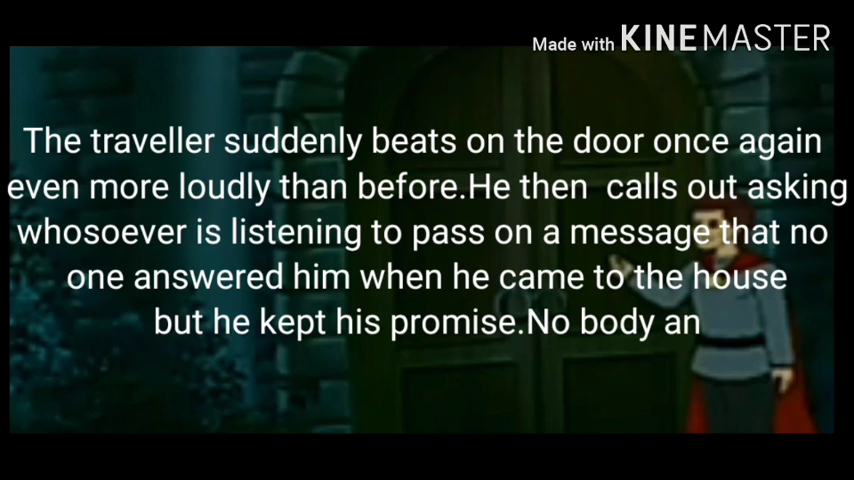 Made with KINEMASTER
The traveller suddenly beats on the door once again
even more loudly than before.He then calls out asking
whosoever is listening to pass on a message that no
one answered him when he came to the house
but he kept his promise.No body an